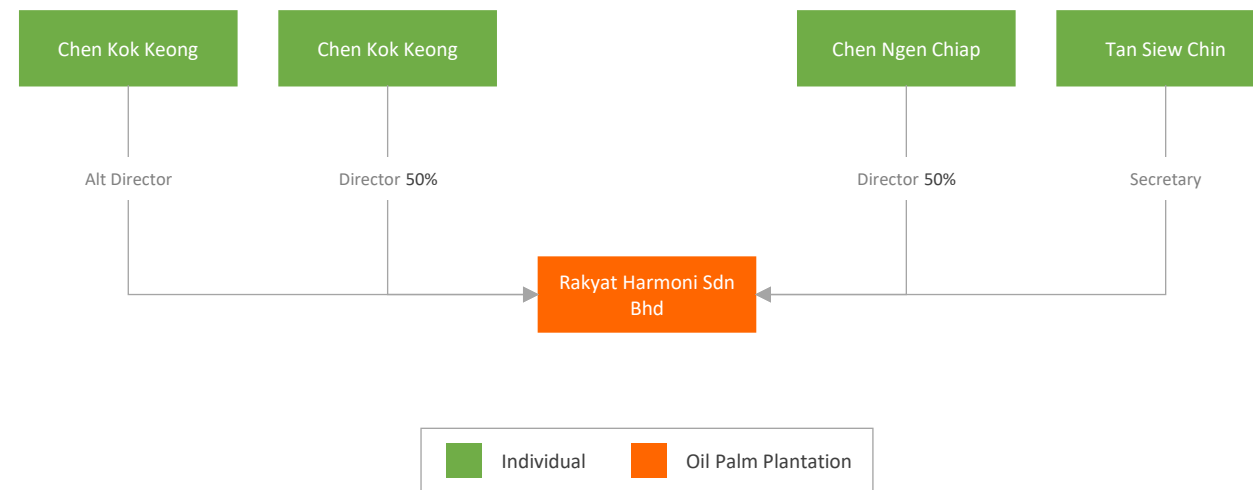 Chen Kok Keong
Chen Kok Keong
Chen Ngen Chiap
Tan Siew Chin
Alt Director
Director 50%
Director 50%
Secretary
Rakyat Harmoni Sdn
Bhd
Individual
Oil Palm Plantation